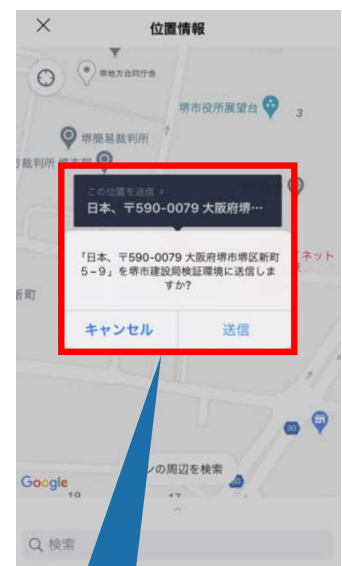 位置情報
堺地方合同庁舎
堺市役所展望台
3
堺簡易裁判所
方裁判所 堺支部
この位置を送信 >
日本、〒590-0079 大阪府堺…
「日本、〒590-0079 大阪府堺市堺区新町
5-9」を堺市建設局検証環境に送信しま
すか?
ネット
新町
キャンセル
送信
30
ンの周辺を検索
Google
19
17
検索